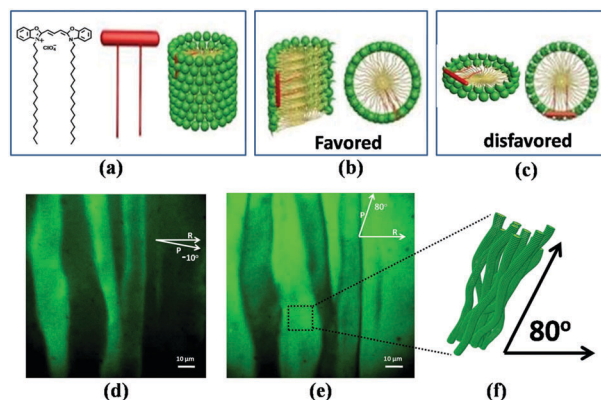 ClO₄⁻
(a)
Favored
(b)
disfavored
(c)
R
P
-10°
10 μm
(d)
80°
P
R
10 μm
(e)
80°
(f)